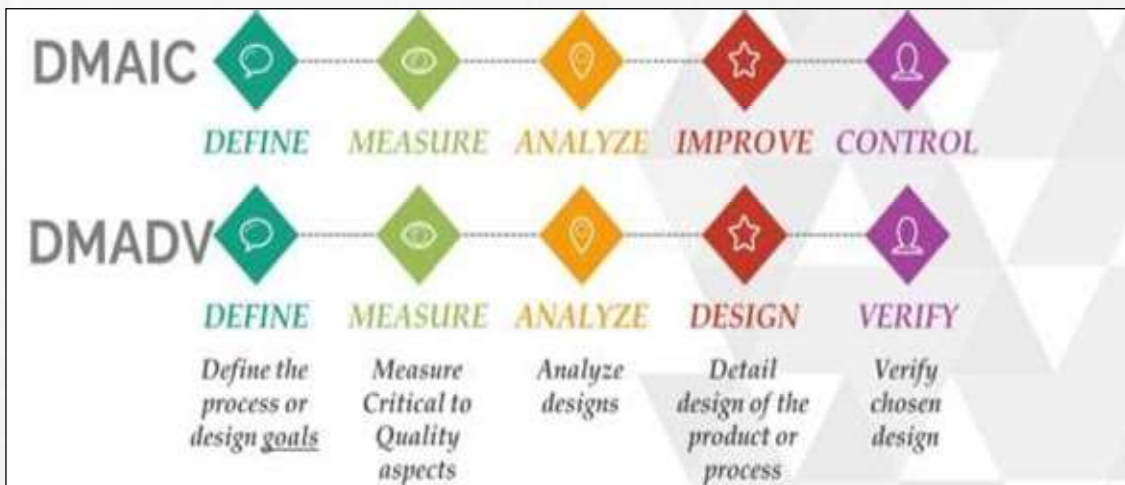 DMAIC
DEFINE MEASURE ANALYZE IMPROVE CONTROL
DMADV
DEFINE MEASURE ANALYZE DESIGN VERIFY
Define the
process or
design goals
Measure
Critical to
Quality
aspects
Analyze
designs
Detail
design of the
product or
process
Verify
chosen
design